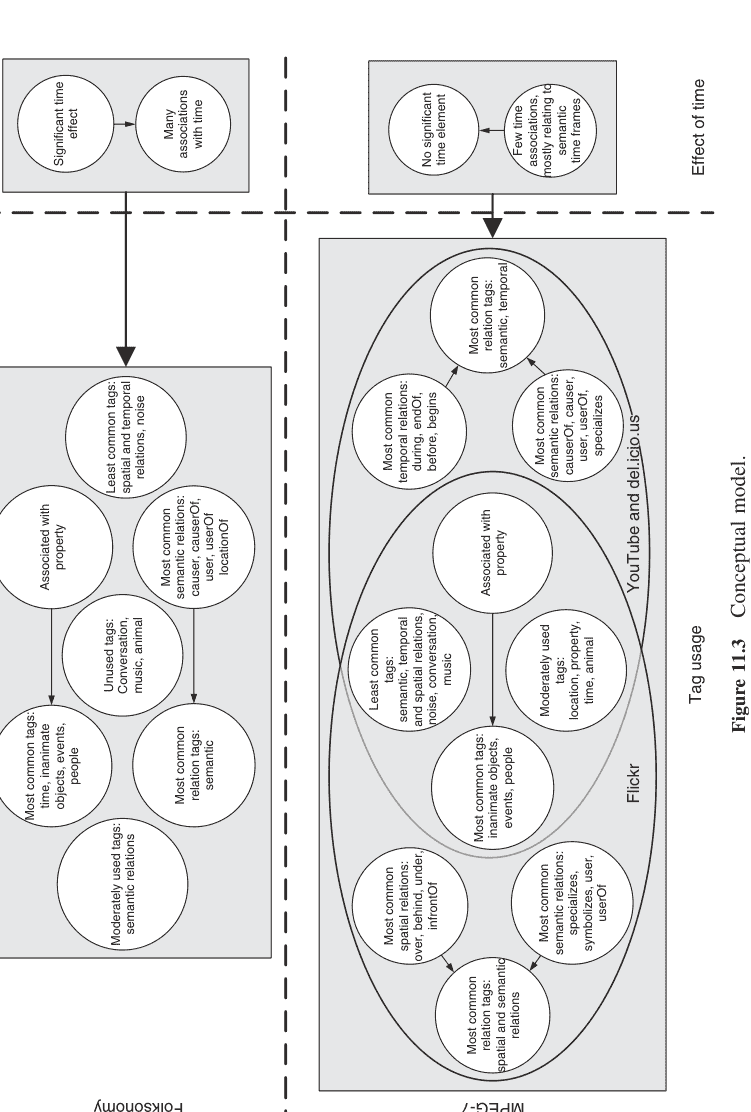 Folksonomy
Moderately used tags:
semantic relations
Most common tags:
time, inanimate
objects, events,
people
Most common
relation tags:
semantic
Unused tags:
Conversation,
music, animal
Associated with
property
Most common
semantic relations:
causer, causerOf,
user, userOf
locationOf
Least common tags:
spatial and temporal
relations, noise
Significant time
effect
Many
associations
with time
MPEG-7
Most common
relation tags:
spatial and semantic
relations
Most common
spatial relations:
over, behind, under,
infrontOf
Most common
semantic relations:
specializes,
symbolizes, user,
userOf
Most common tags:
inanimate objects,
events, people
Least common
tags:
semantic, temporal
and spatial relations,
noise, conversation,
music
Moderately used
tags:
location, property,
time, animal
Associated with
property
Most common
temporal relations:
during, endOf,
before, begins
Most common
semantic relations:
causerOf, causer,
user, userOf,
specializes
Most common
relation tags:
semantic, temporal
Flickr
YouTube and del.icio.us
No significant
time element
Few time
associations,
mostly relating to
semantic
time frames
Tag usage
Effect of time
Figure 11.3 Conceptual model.